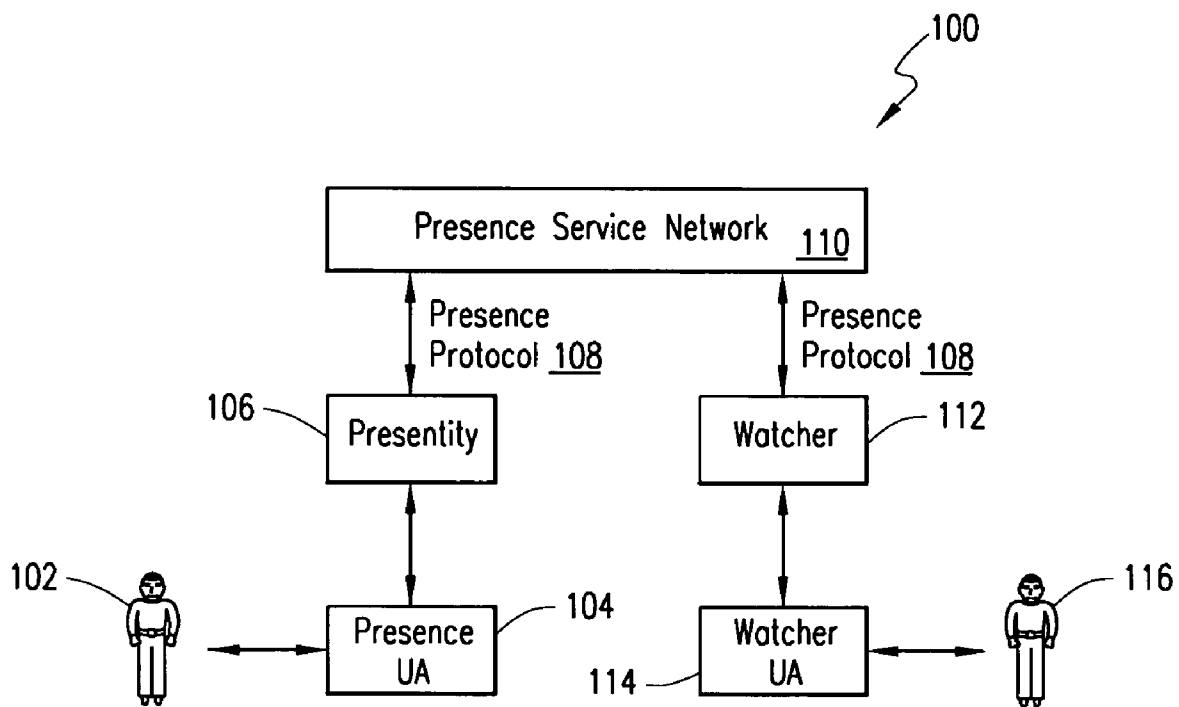 100
Presence Service Network 110
Presence
Protocol 108
Presence
Protocol 108
106
Presentity
Watcher
112
102
Presence
UA
104
Watcher
UA
114
116